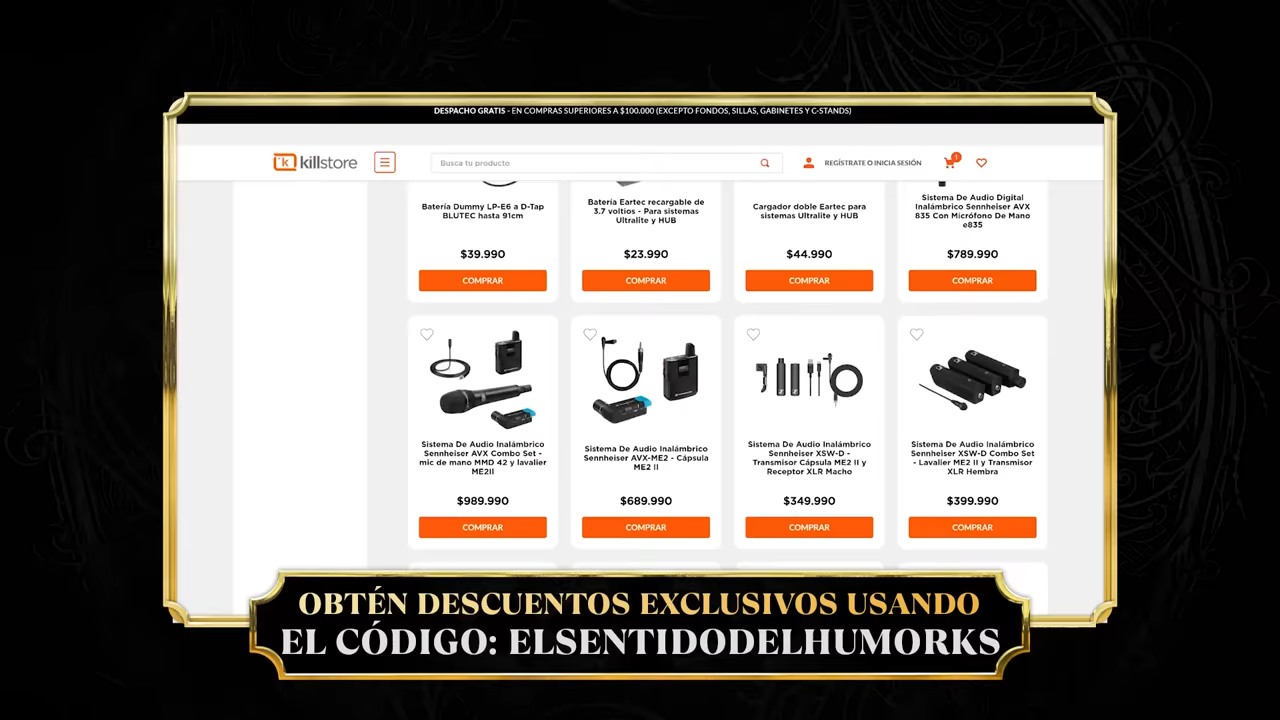 DESPACHO GRATIS - EN COMPRAS SUPERIORES A $100.000 (EXCEPTO FONDOS, SILLAS, GABINETES Y C-STANDS)
k killstore
Busca tu producto
REGÍSTRATE O INICIA SESIÓN
1
Batería Dummy LP-E6 a D-Tap
BLUTEC hasta 91cm
$39.990
COMPRAR
Batería Eartec recargable de
3.7 voltios - Para sistemas
Ultralite y HUB
$23.990
COMPRAR
Cargador doble Eartec para
sistemas Ultralite y HUB
$44.990
COMPRAR
Sistema De Audio Digital
Inalámbrico Sennheiser AVX
835 Con Micrófono De Mano
e835
$789.990
COMPRAR
Sistema De Audio Inalámbrico
Sennheiser AVX Combo Set -
mic de mano MMD 42 y lavalier
ME2II
$989.990
COMPRAR
Sistema De Audio Inalámbrico
Sennheiser AVX-ME2 - Cápsula
ME2 II
$689.990
COMPRAR
Sistema De Audio Inalámbrico
Sennheiser XSW-D -
Transmisor Cápsula ME2 II y
Receptor XLR Macho
$349.990
COMPRAR
Sistema De Audio Inalámbrico
Sennheiser XSW-D Combo Set
- Lavalier ME2 II y Transmisor
XLR Hembra
$399.990
COMPRAR
OBTÉN DESCUENTOS EXCLUSIVOS USANDO
EL CÓDIGO: ELSENTIDODELHUMORKS